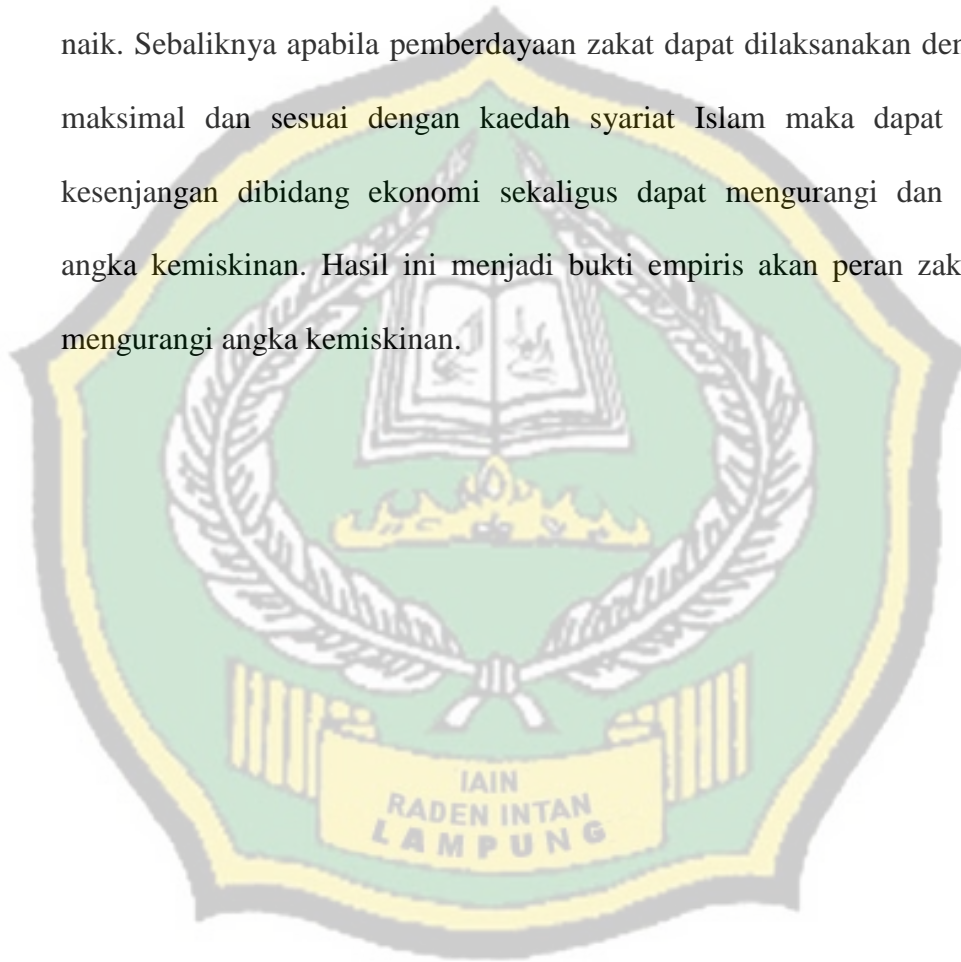 naik. Sebaliknya apabila pemberdayaan zakat dapat dilaksanakan
maksimal dan sesuai dengan kaedah syariat Islam maka dapat
kesenjangan dibidang ekonomi sekaligus dapat mengurangi dan
angka kemiskinan. Hasil ini menjadi bukti empiris akan peran
mengurangi angka kemiskinan.
IAIN
RADEN INTAN
LAMPUNG